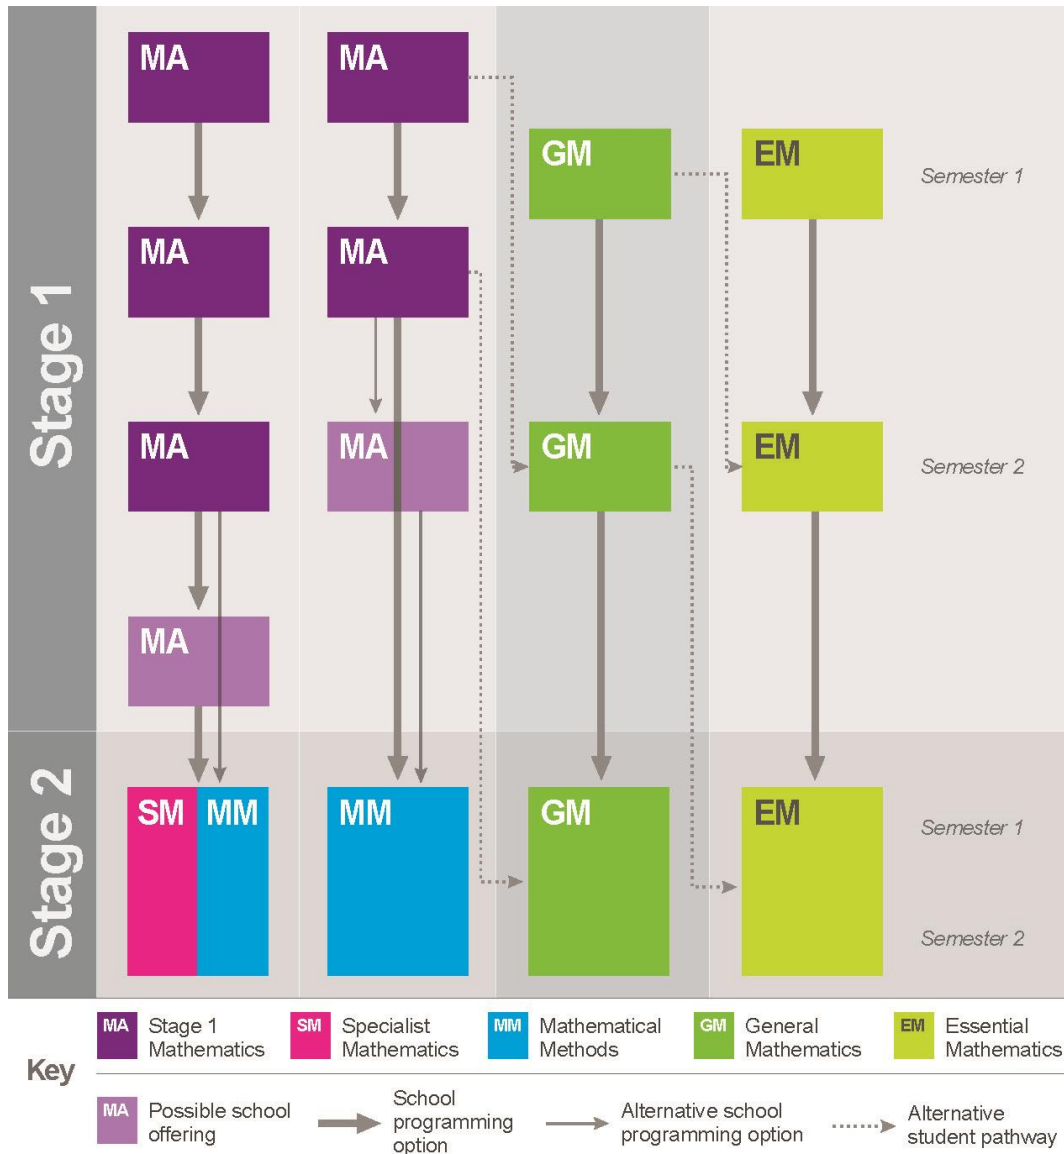 MA
MA
GM
EM
Semester 1
MA
MA
Stage 1
MA
MA
GM
EM
Semester 2
MA
SM
MM
MM
GM
EM
Semester 1
Stage 2
Semester 2
Key
MA
Stage 1
Mathematics
SM
Specialist
Mathematics
MM
Mathematical
Methods
GM
General
Mathematics
EM
Essential
Mathematics
MA
Possible school
offering
School
programming
option
Alternative school
programming option
Alternative
student pathway